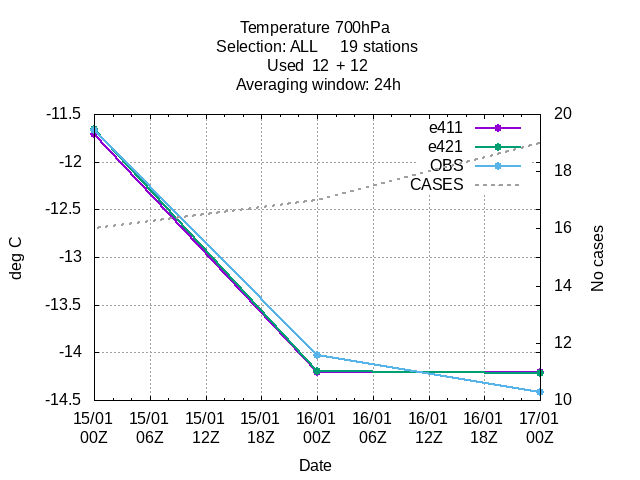 Temperature 700hPa
Selection: ALL 19 stations
Used 12 + 12
Averaging window: 24h
-11.5
-12
-12.5
-13
-13.5
-14
-14.5
20
18
16
14
12
10
e411
e421
OBS
CASES
deg C
No cases
15/01 15/01 15/01 15/01 16/01 16/01 16/01 16/01 17/01
00Z 06Z 12Z 18Z 00Z 06Z 12Z 18Z 00Z
Date